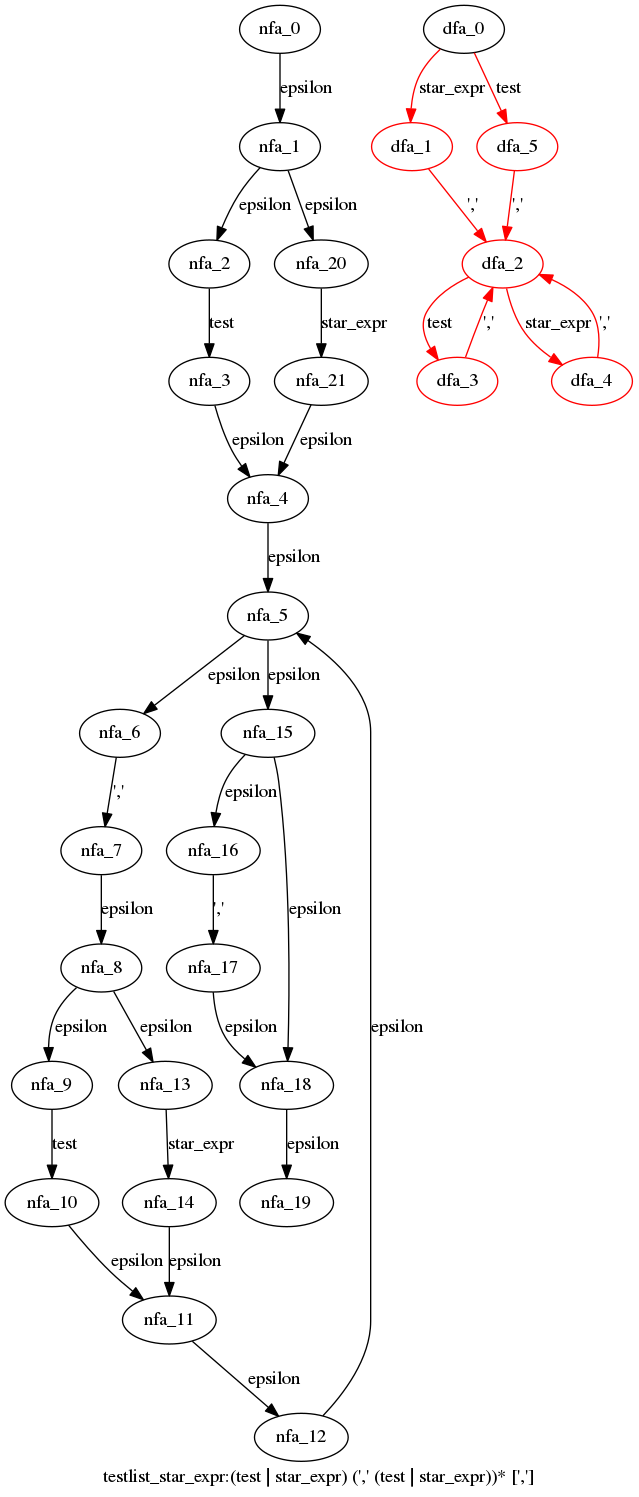 nfa_0
dfa_0
epsilon
star_expr
test
nfa_1
dfa_1
dfa_5
epsilon
epsilon
','
','
nfa_2
nfa_20
dfa_2
test
star_expr
test
','
star_expr
','
nfa_3
nfa_21
dfa_3
dfa_4
epsilon
epsilon
nfa_4
epsilon
nfa_5
epsilon
epsilon
nfa_6
nfa_15
','
epsilon
nfa_7
nfa_16
epsilon
','
epsilon
nfa_8
nfa_17
epsilon
epsilon
epsilon
epsilon
nfa_9
nfa_13
nfa_18
test
star_expr
epsilon
nfa_10
nfa_14
nfa_19
epsilon
epsilon
nfa_11
epsilon
nfa_12
testlist_star_expr:(test | star_expr) (',' (test | star_expr))* [',']